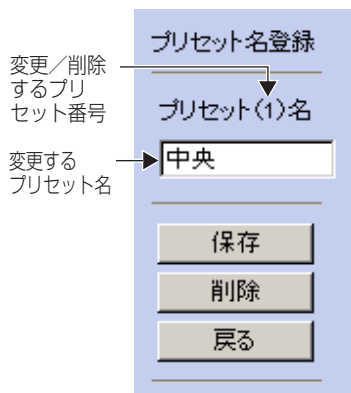 プリセット名登録
変更／削除
するプリ
セット番号
プリセット(1)名
変更する
プリセット名
中央
保存
削除
戻る